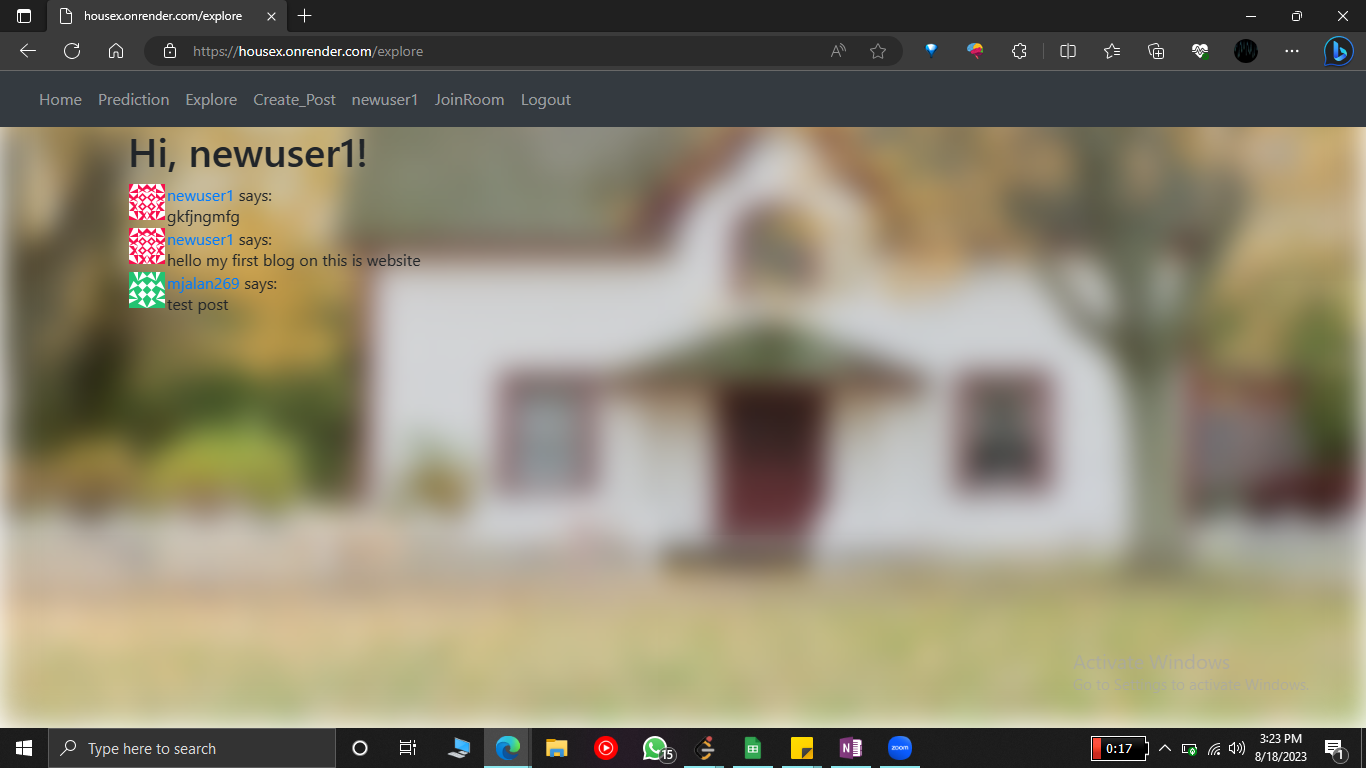 housex.onrender.com/explore
https://housex.onrender.com/explore
Home Prediction Explore Create_Post newuser1 JoinRoom Logout
Hi, newuser1!
newuser1 says:
gkfjngmfg
newuser1 says:
hello my first blog on this is website
mjalan269 says:
test post
Activate Windows
Go to Settings to activate Windows.
Type here to search
15
N
zoom
0:17
3:23 PM
8/18/2023
1